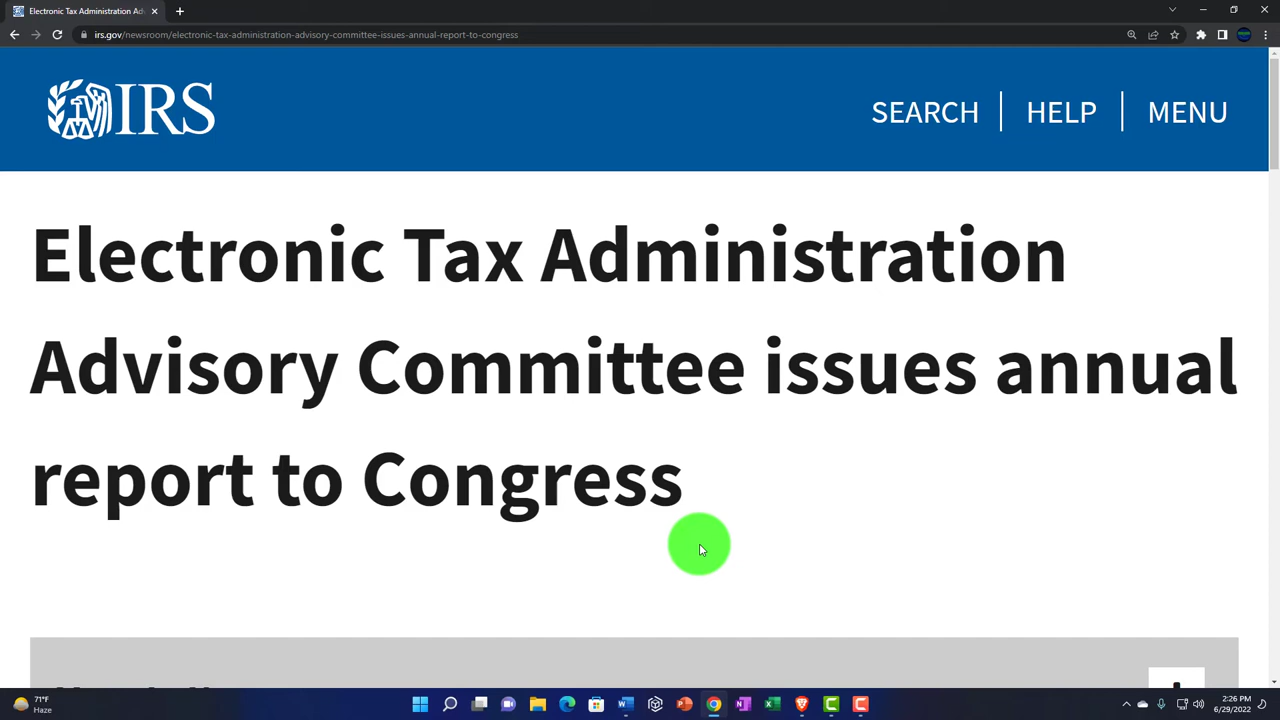 Electronic Tax Administration Adv
irs.gov/newsroom/electronic-tax-administration-advisory-committee-issues-annual-report-to-congress
IRS
SEARCH
HELP
MENU
Electronic Tax Administration
Advisory Committee issues annual
report to Congress
71°F
Haze
2:26 PM
6/29/2022